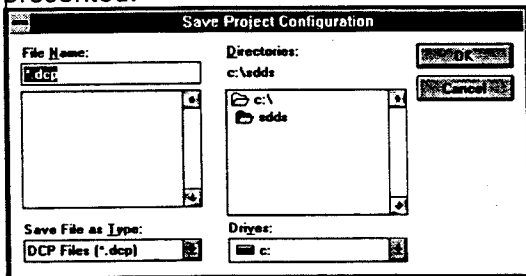 presented.
Save Project Configuration
File Name:
*.dcp
Directories:
c:\sdds
OK
Cancel
c:\
sdds
Save File as Type:
DCP Files (*.dcp)
Drives:
c: